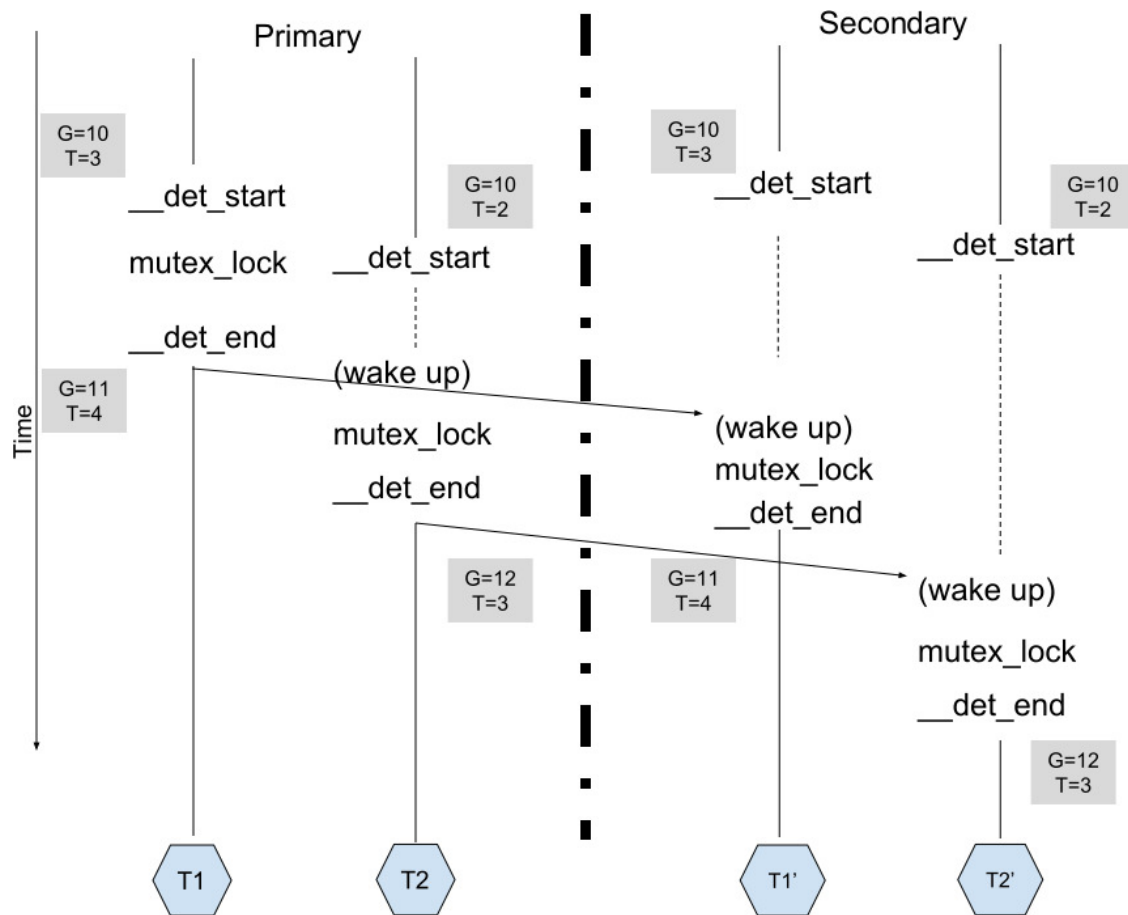 Primary
Secondary
G=10
T=3
G=10
T=3
__det_start
G=10
T=2
__det_start
G=10
T=2
mutex_lock
__det_start
__det_start
__det_end
(wake up)
G=11
T=4
Time
mutex_lock
(wake up)
mutex_lock
__det_end
__det_end
G=12
T=3
G=11
T=4
(wake up)
mutex_lock
__det_end
G=12
T=3
T1
T2
T1’
T2’